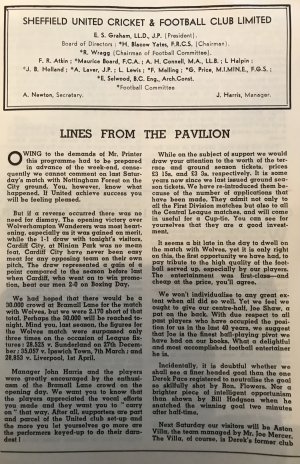 SHEFFIELD UNITED CRICKET & FOOTBALL CLUB LIMITED
E. S. Graham, LL.D., J.P. (President).
Board of Directors : *H. Blacow Yates, F.R.C.S. (Chairman).
*R. Wragg (Chairman of Football Committee).
F. R. Atkin ; *Maurice Board, F.C.A. ; A. H. Connell, M.A., LL.B. ; I. Halpin ;
*J. B. Holland ; *A. Laver, J.P. ; L. Lewis ; *F. Malling ; *G. Price, M.I.MIN.E., F.G.S. ;
*E. Selwood, B.C. Eng., Arch.Const.
*Football Committee
A. Newton, Secretary.
J. Harris, Manager.
LINES FROM THE PAVILION
OWING to the demands of Mr. Printer
this programme had to be prepared
in advance of the week-end, conse-
quently we cannot comment on last Satur-
day's match with Nottingham Forest on the
City ground. You, however, know what
happened. If United achieved success you
will be feeling pleased.
But if a reverse occurred there was no
need for dismay. The opening victory over
Wolverhampton Wanderers was most heart-
ening, especially as it was gained on merit,
while the 1-1 draw with tonight's visitors,
Cardiff City, at Ninian Park was no mean
feat. Cardiff City have never been easy
meat for any opposing team on their own
pitch. The draw represented a gain of a
point compared to the season before last
when Cardiff, who went on to win promo-
tion, beat our men 2-0 on Boxing Day.
We had hoped that there would be a
30,000 crowd at Bramall Lane for the match
with Wolves, but we were 2,170 short of that
total. Perhaps the 30,000 will be reached to-
night. Mind you, last season, the figures for
the Wolves match were surpassed only
three times on the occasion of League fix-
tures : 38,525 v. Sunderland on 27th Decem-
ber ; 35,057 v. Ipswich Town, 7th March ; and
28,850 v. Liverpool, 1st April.
Manager John Harris and the players
were greatly encouraged by the enthusi-
asm of the Bramall Lane crowd on the
Saturday. We want you to know that
the players appreciated the vocal efforts
you made and they want you to "carry
on" that way. After all, supporters are part
and parcel of the United club set-up and
the more you let yourselves go more are
the performers keyed-up to do their darn-
dest !
While on the subject of support we would
draw your attention to the worth of the ter-
race and ground season tickets, prices
£3 15s. and £3 3s., respectively. It is some
years now since we last issued ground sea-
son tickets. We have re-introduced them be-
cause of the number of applications that
have been made. They admit not only to
all the First Division matches but also to all
the Central League matches, and will come
in useful for a Cup-tie. You can see for
yourselves that they are a good invest-
ment.
It seems a bit late in the day to dwell on
the match with Wolves, yet it is only right
on this, the first opportunity we have had, to
pay tribute to the high quality of the foot-
ball served up, especially by our players.
The entertainment was first-class—and
cheap at the price, you'll agree.
We won't individualise to any great ex-
tent when all did so well. Yet we feel we
ought to give our centre-half, Joe Shaw, a
pat on the back. With due respect to all
past players who have occupied the posi-
tion for us in the last 40 years, we suggest
that Joe is the finest ball-playing pivot we
have had on our books. What a delightful
and most accomplished football entertainer
he is.
Incidentally, it is doubtful whether we
shall see a finer headed goal than the one
Derek Pace registered to neutralise the goal
so skilfully shot by Ron. Flowers. Nor a
brighter piece of intelligent opportunism
than shown by Bill Hodgson when he
snatched the winning goal two minutes
after half-time.
Next Saturday our visitors will be Aston
Villa, the team managed by Mr. Joe Mercer.
The Villa, of course, is Derek's former club